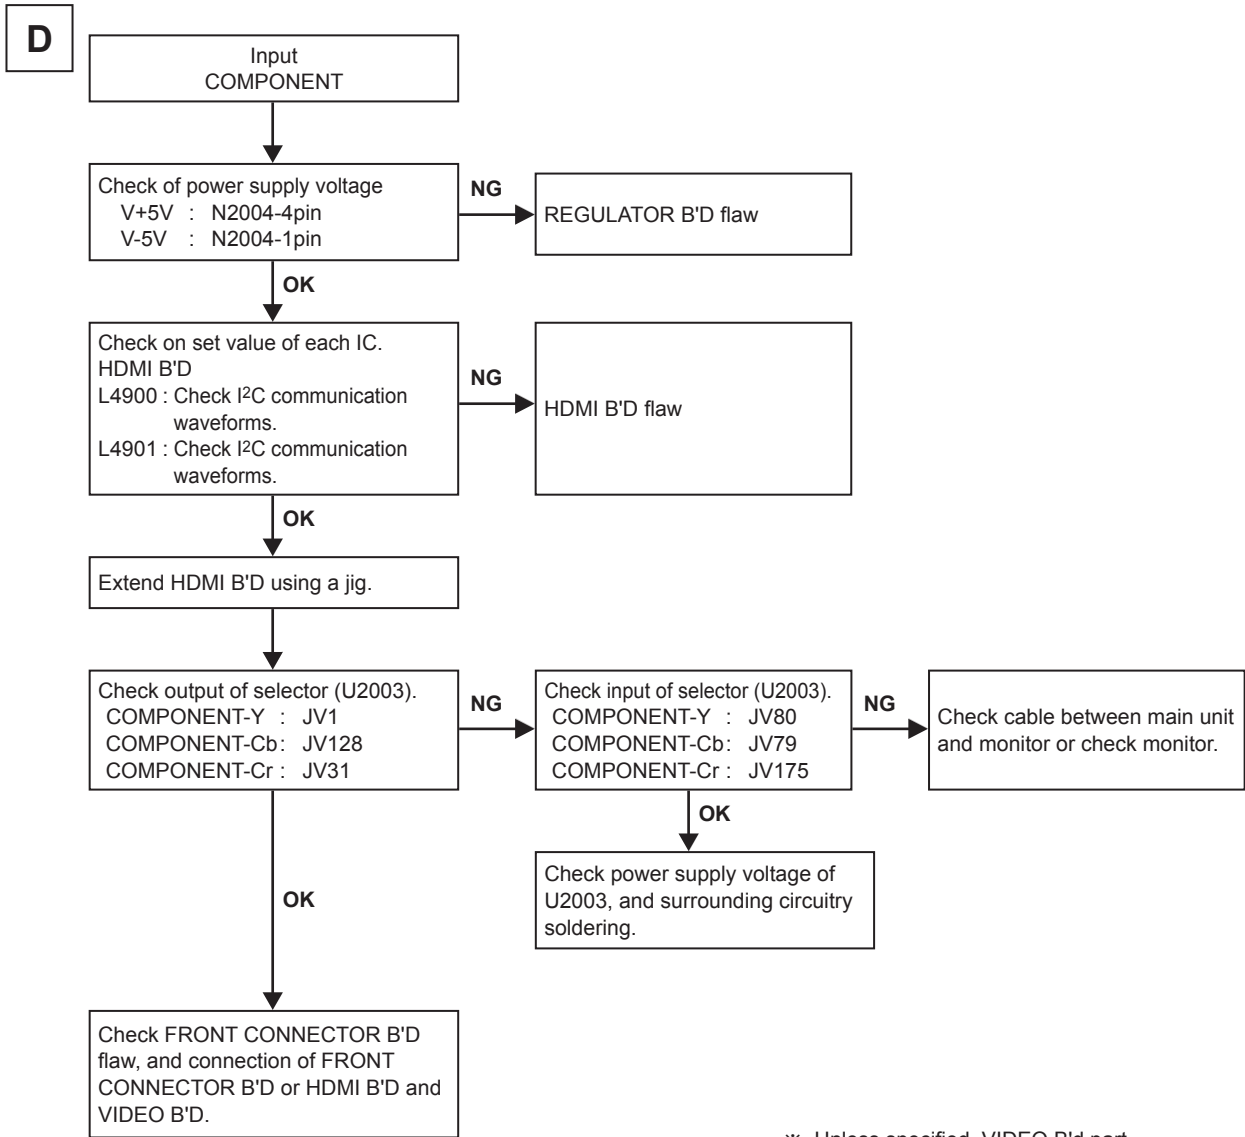 D
Input
COMPONENT
Check of power supply voltage
V+5V : N2004-4pin
V-5V : N2004-1pin
NG
REGULATOR B'D flaw
OK
Check on set value of each IC.
HDMI B'D
L4900 : Check I²C communication
waveforms.
L4901 : Check I²C communication
waveforms.
NG
HDMI B'D flaw
OK
Extend HDMI B'D using a jig.
Check output of selector (U2003).
COMPONENT-Y : JV1
COMPONENT-Cb : JV128
COMPONENT-Cr : JV31
NG
Check input of selector (U2003).
COMPONENT-Y : JV80
COMPONENT-Cb : JV79
COMPONENT-Cr : JV175
NG
Check cable between main unit
and monitor or check monitor.
OK
Check power supply voltage of
U2003, and surrounding circuitry
soldering.
OK
Check FRONT CONNECTOR B'D
flaw, and connection of FRONT
CONNECTOR B'D or HDMI B'D and
VIDEO B'D.
Unless specified, VIDEO B'd part